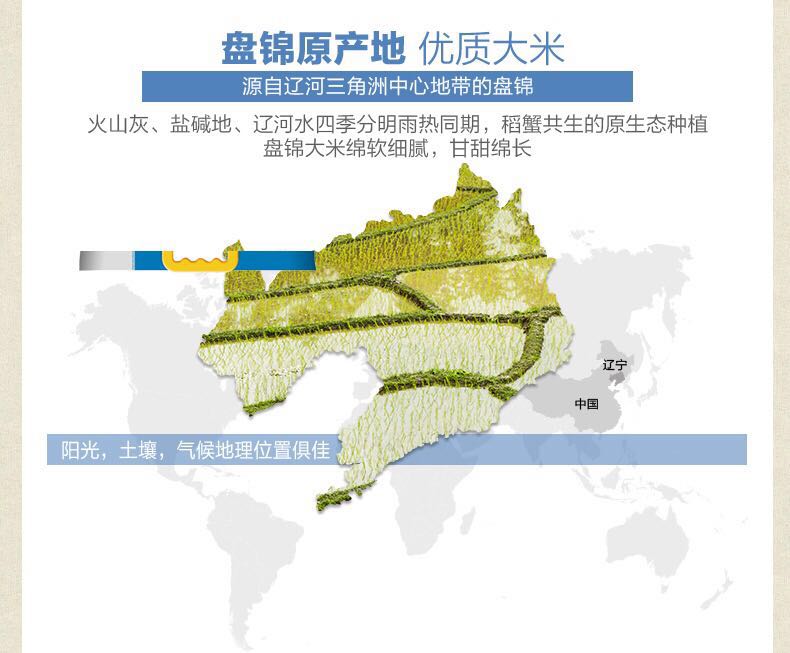 盘锦原产地 优质大米
源自辽河三角洲中心地带的盘锦
火山灰、盐碱地、辽河水四季分明雨热同期，稻蟹共生的原生态种植
盘锦大米绵软细腻，甘甜绵长
辽宁
中国
阳光，土壤，气候地理位置俱佳